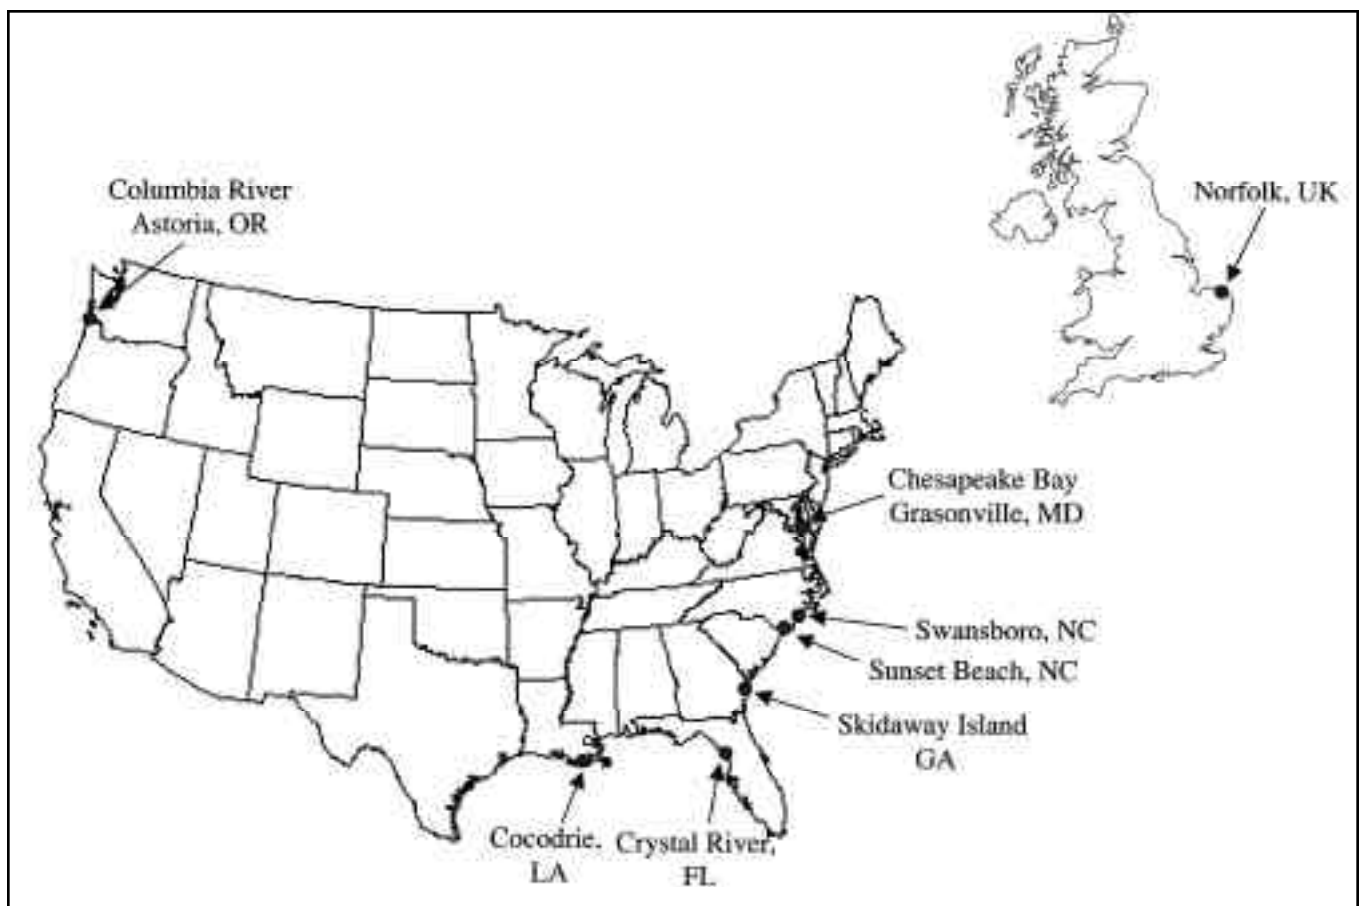 Columbia River
Astoria, OR
Norfolk, UK
Chesapeake Bay
Grasonville, MD
Swansboro, NC
Sunset Beach, NC
Skidaway Island
GA
Cocodrie,
LA
Crystal River,
FL